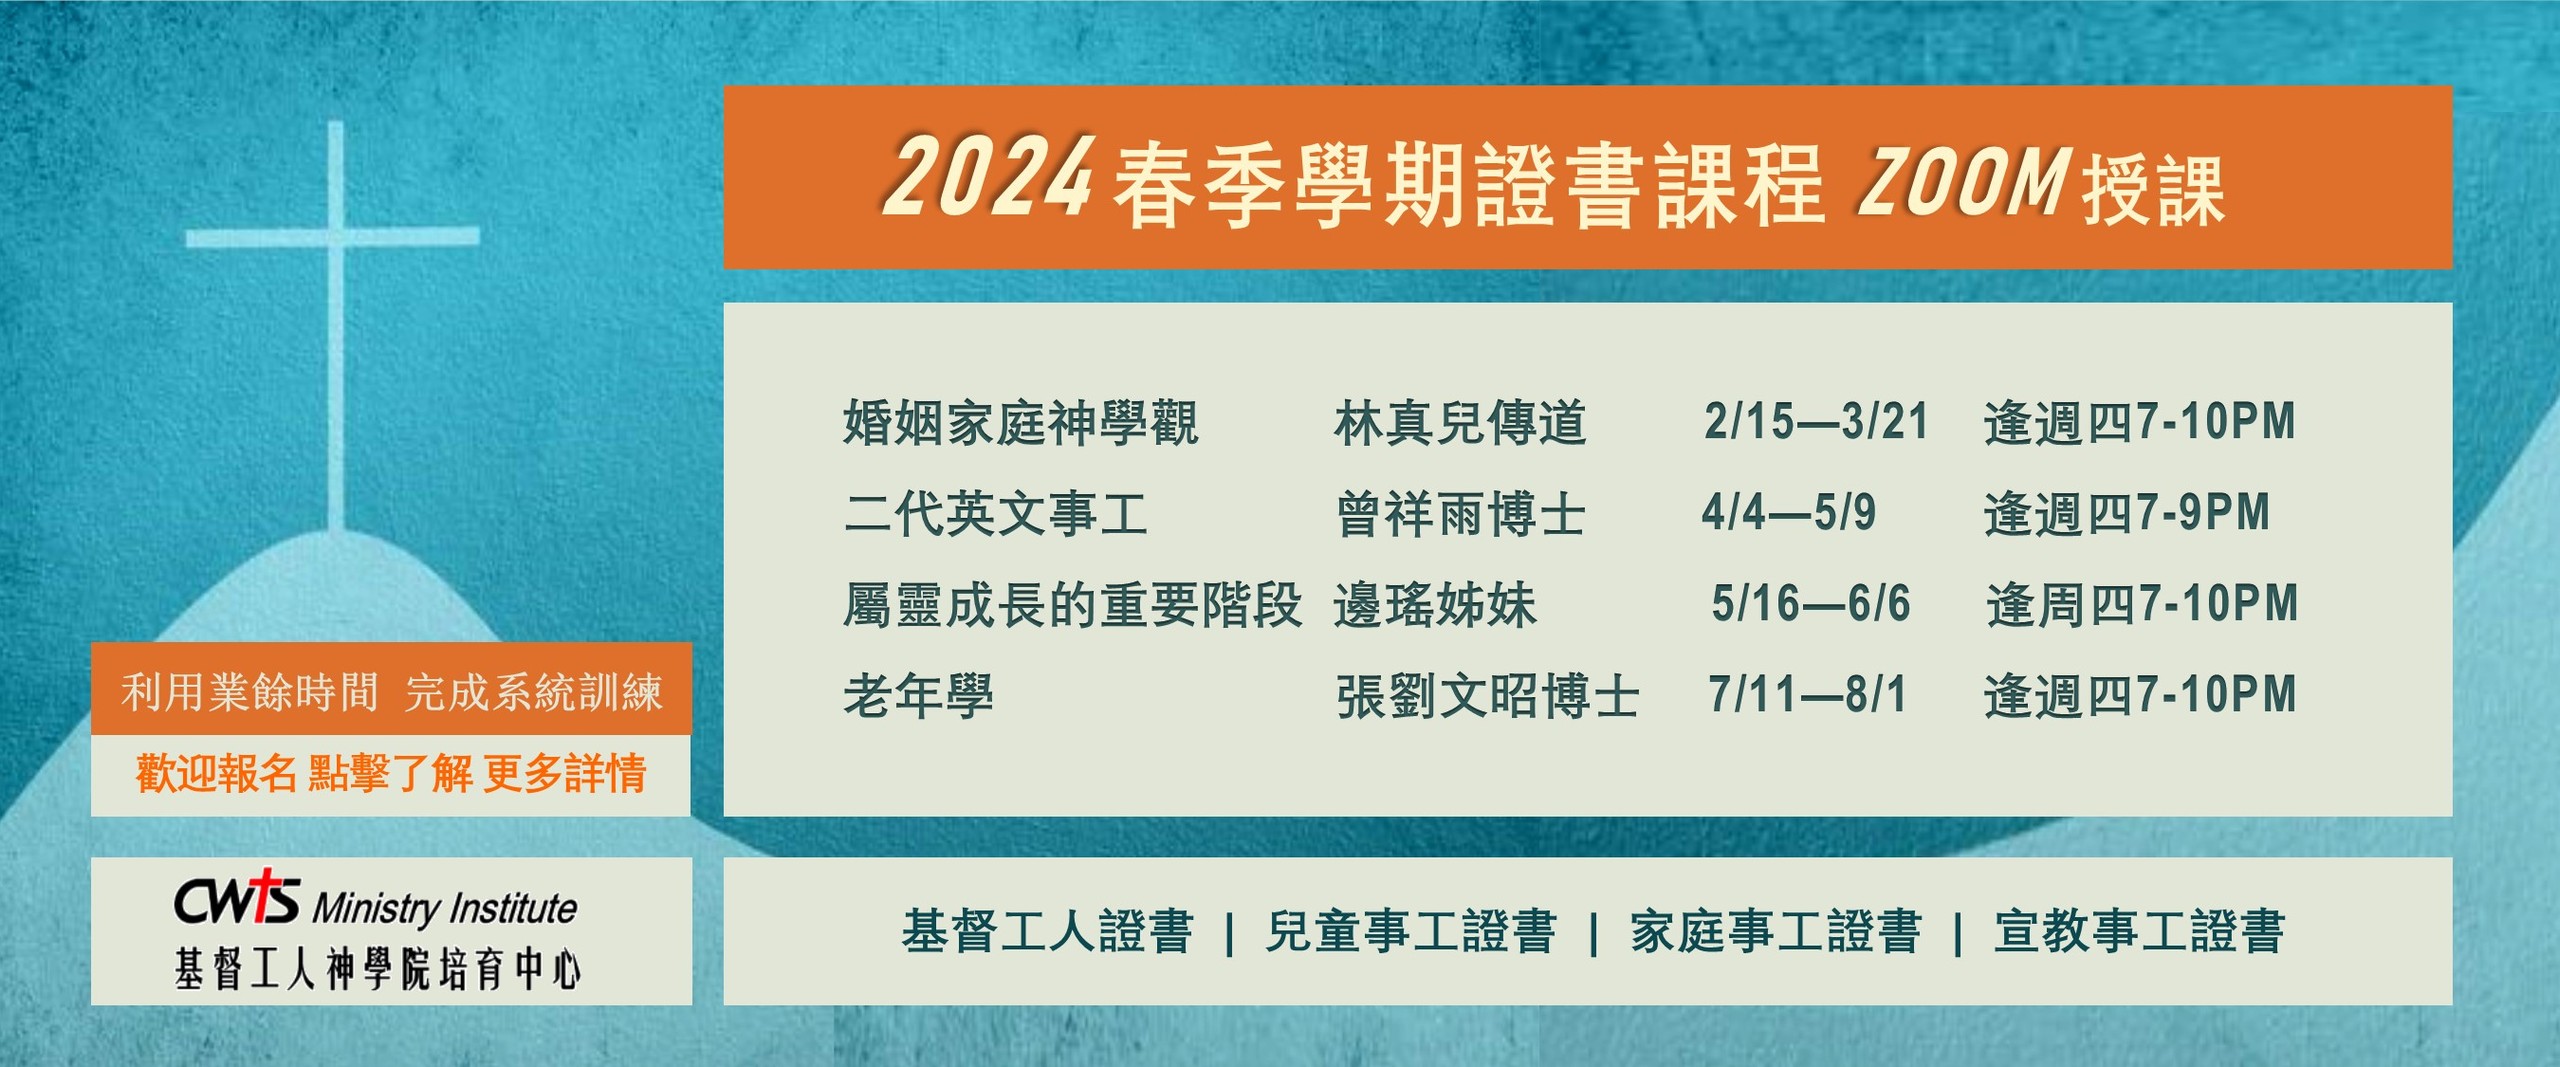 2024 春季學期證書課程 ZOOM 授課
婚姻家庭神學觀 林真兒傳道 2/15—3/21 逢週四7-10PM
二代英文事工 曾祥雨博士 4/4—5/9 逢週四7-9PM
屬靈成長的重要階段 邊瑤姊妹 5/16—6/6 逢周四7-10PM
老年學 張劉文昭博士 7/11—8/1 逢週四7-10PM
利用業餘時間 完成系統訓練
歡迎報名 點擊了解 更多詳情
CWTS Ministry Institute
基督工人神學院培育中心
基督工人證書 | 兒童事工證書 | 家庭事工證書 | 宣教事工證書